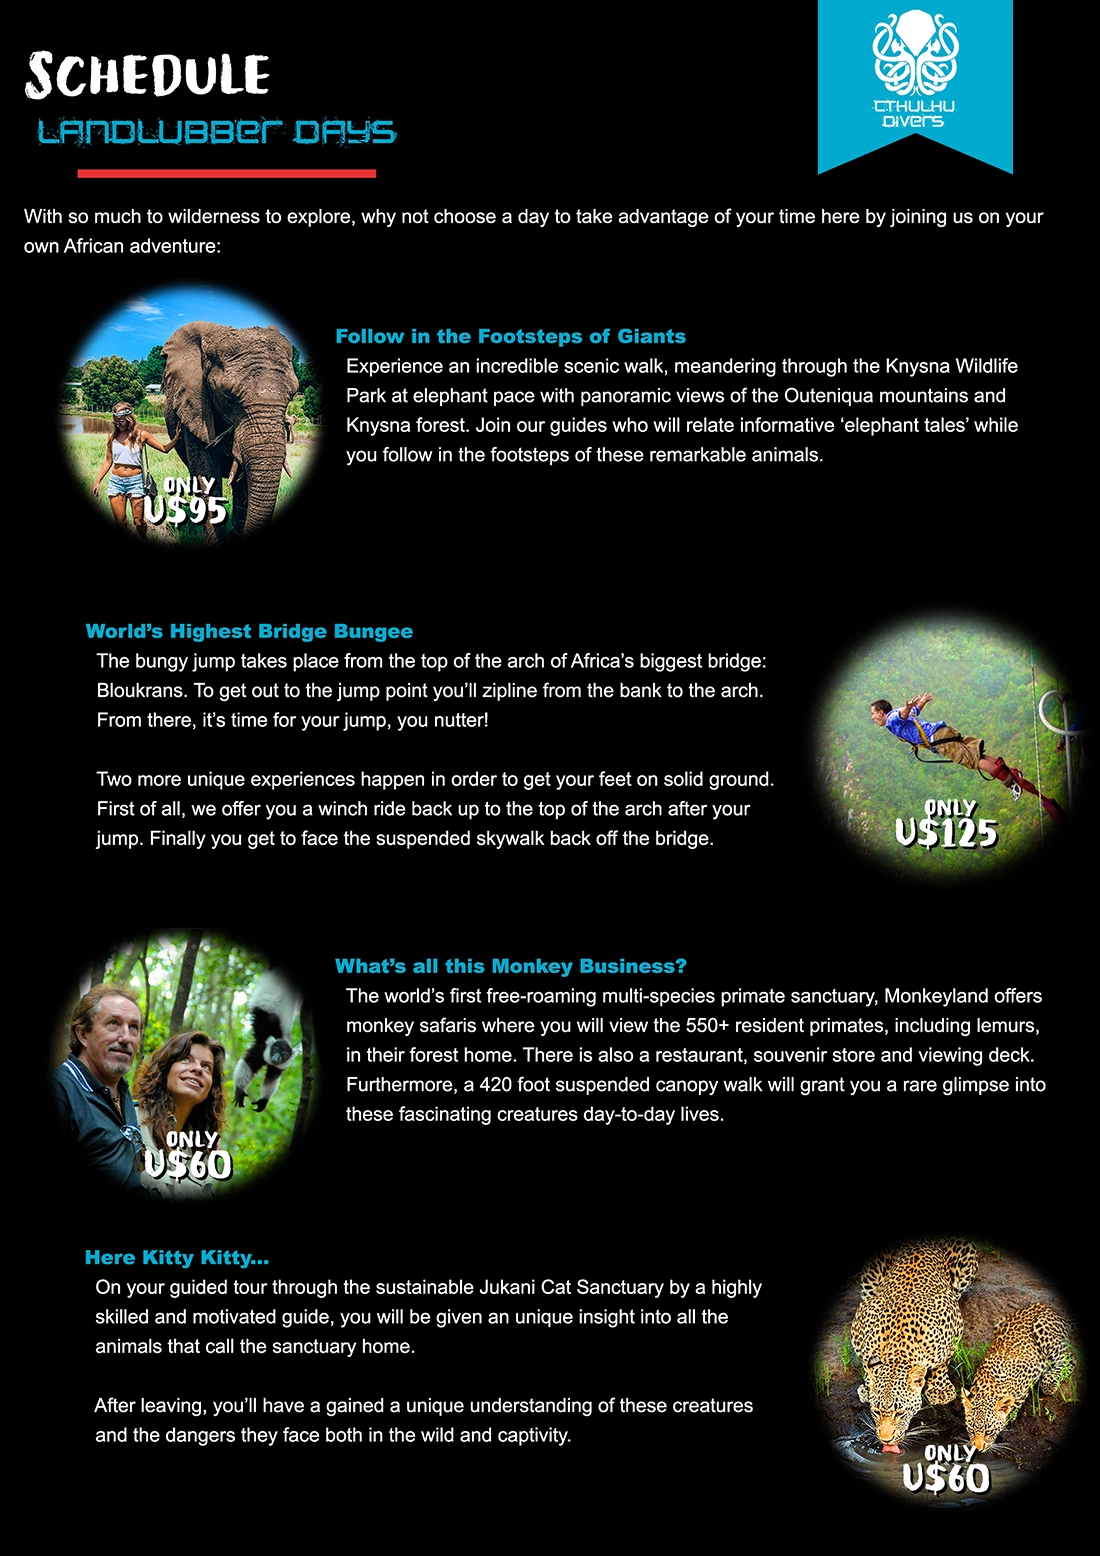 SCHEDULE
LANDLUBBER DAYS
CTHULHU
DIVERS
With so much to wilderness to explore, why not choose a day to take advantage of your time here by joining us on your
own African adventure:
Follow in the Footsteps of Giants
Experience an incredible scenic walk, meandering through the Knysna Wildlife
Park at elephant pace with panoramic views of the Outeniqua mountains and
Knysna forest. Join our guides who will relate informative ‘elephant tales’ while
you follow in the footsteps of these remarkable animals.
ONLY
U$95
World’s Highest Bridge Bungee
The bungy jump takes place from the top of the arch of Africa’s biggest bridge:
Bloukrans. To get out to the jump point you’ll zipline from the bank to the arch.
From there, it’s time for your jump, you nutter!
Two more unique experiences happen in order to get your feet on solid ground.
First of all, we offer you a winch ride back up to the top of the arch after your
jump. Finally you get to face the suspended skywalk back off the bridge.
ONLY
U$125
What’s all this Monkey Business?
The world’s first free-roaming multi-species primate sanctuary, Monkeyland offers
monkey safaris where you will view the 550+ resident primates, including lemurs,
in their forest home. There is also a restaurant, souvenir store and viewing deck.
Furthermore, a 420 foot suspended canopy walk will grant you a rare glimpse into
these fascinating creatures day-to-day lives.
ONLY
U$60
Here Kitty Kitty...
On your guided tour through the sustainable Jukani Cat Sanctuary by a highly
skilled and motivated guide, you will be given an unique insight into all the
animals that call the sanctuary home.
After leaving, you’ll have a gained a unique understanding of these creatures
and the dangers they face both in the wild and captivity.
ONLY
U$60